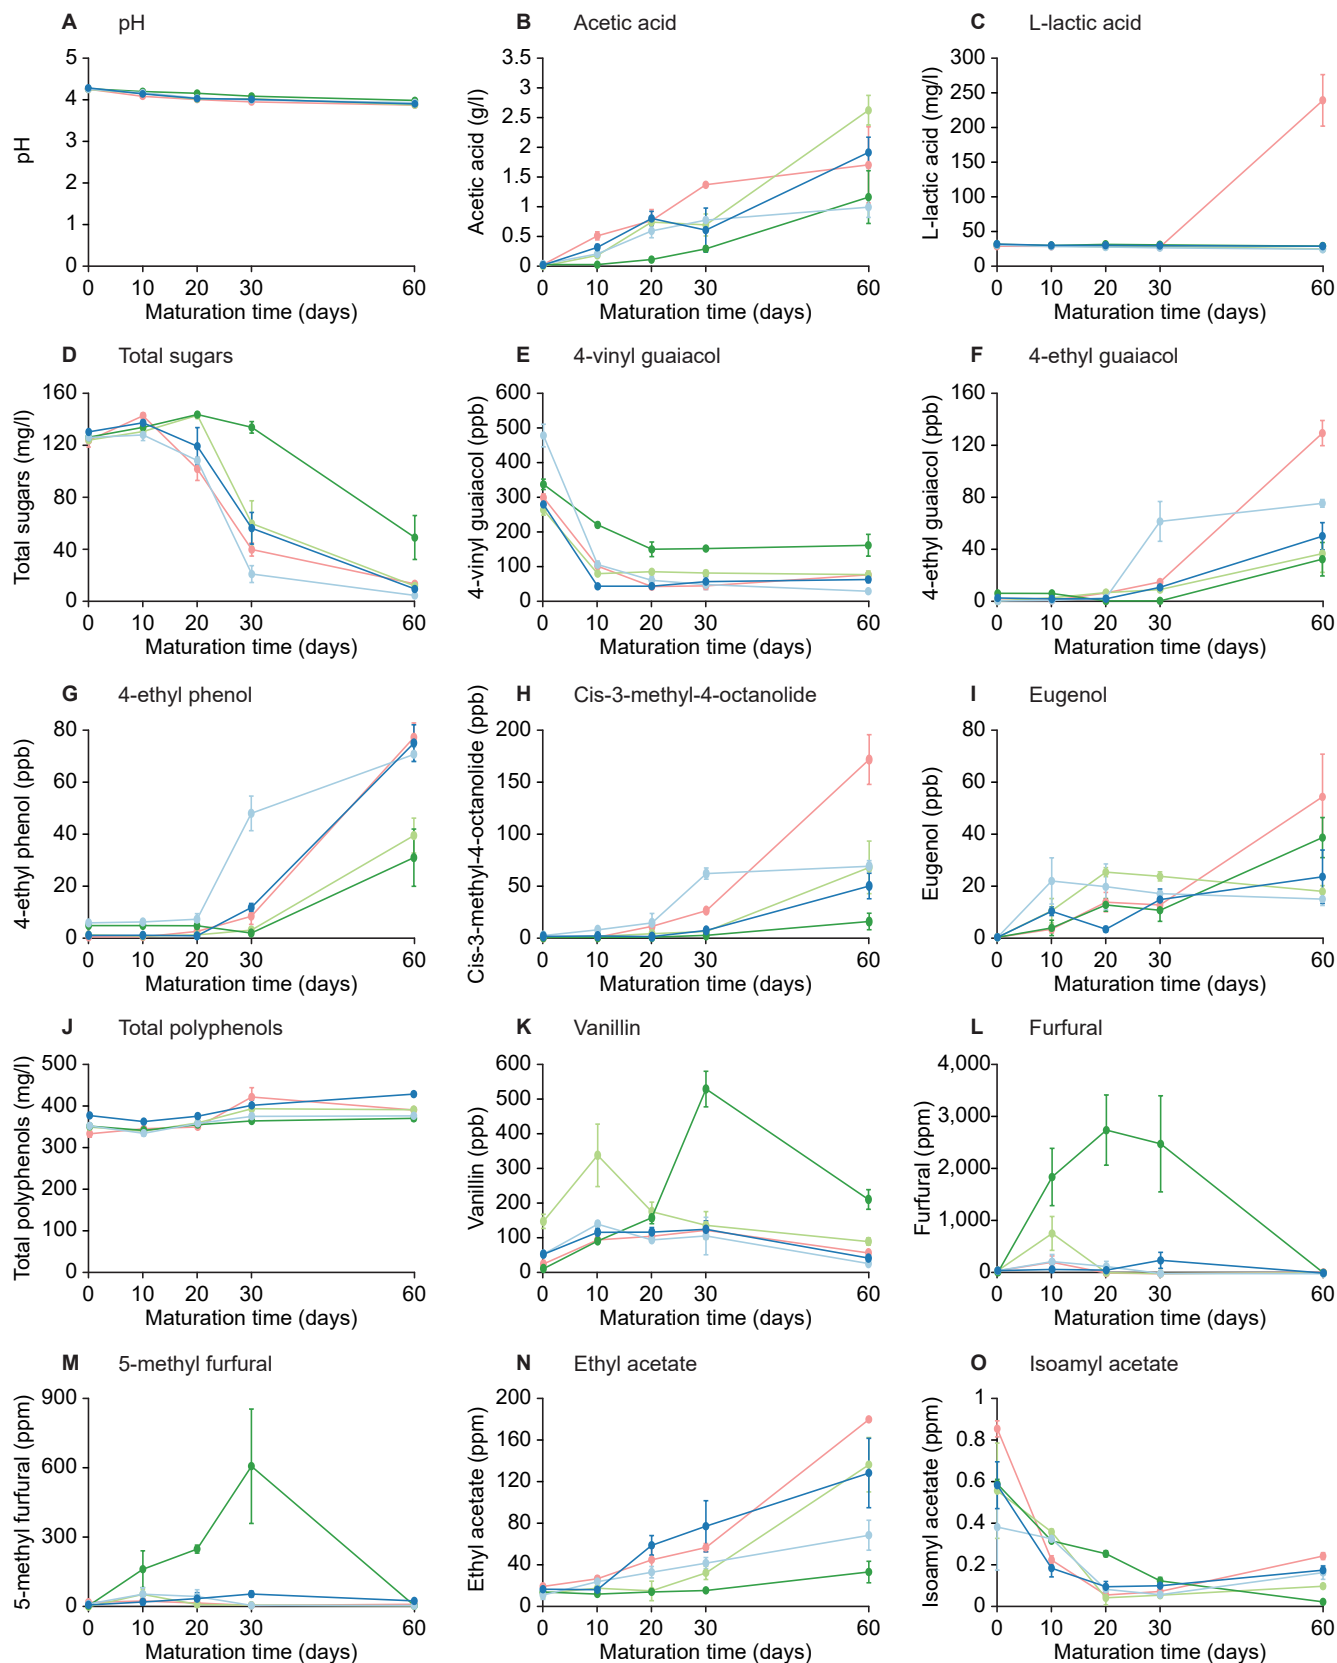 A pH
5
4
3
2
1
0
pH
0 10 20 30 60
Maturation time (days)
B Acetic acid
3.5
3
2.5
2
1.5
1
0.5
0
Acetic acid (g/l)
0 10 20 30 60
Maturation time (days)
C L-lactic acid
300
250
200
150
100
50
0
L-lactic acid (mg/l)
0 10 20 30 60
Maturation time (days)
D Total sugars
160
120
80
40
0
Total sugars (mg/l)
0 10 20 30 60
Maturation time (days)
E 4-vinyl guaiacol
600
500
400
300
200
100
0
4-vinyl guaiacol (ppb)
0 10 20 30 60
Maturation time (days)
F 4-ethyl guaiacol
160
120
80
40
0
4-ethyl guaiacol (ppb)
0 10 20 30 60
Maturation time (days)
G 4-ethyl phenol
80
60
40
20
0
4-ethyl phenol (ppb)
0 10 20 30 60
Maturation time (days)
H Cis-3-methyl-4-octanolide
200
150
100
50
0
Cis-3-methyl-4-octanolide (ppb)
0 10 20 30 60
Maturation time (days)
I Eugenol
80
60
40
20
0
Eugenol (ppb)
0 10 20 30 60
Maturation time (days)
J Total polyphenols
500
400
300
200
100
0
Total polyphenols (mg/l)
0 10 20 30 60
Maturation time (days)
K Vanillin
600
500
400
300
200
100
0
Vanillin (ppb)
0 10 20 30 60
Maturation time (days)
L Furfural
4,000
3,000
2,000
1,000
0
Furfural (ppm)
0 10 20 30 60
Maturation time (days)
M 5-methyl furfural
900
600
300
0
5-methyl furfural (ppm)
0 10 20 30 60
Maturation time (days)
N Ethyl acetate
200
160
120
80
40
0
Ethyl acetate (ppm)
0 10 20 30 60
Maturation time (days)
O Isoamyl acetate
1
0.8
0.6
0.4
0.2
0
Isoamyl acetate (ppm)
0 10 20 30 60
Maturation time (days)